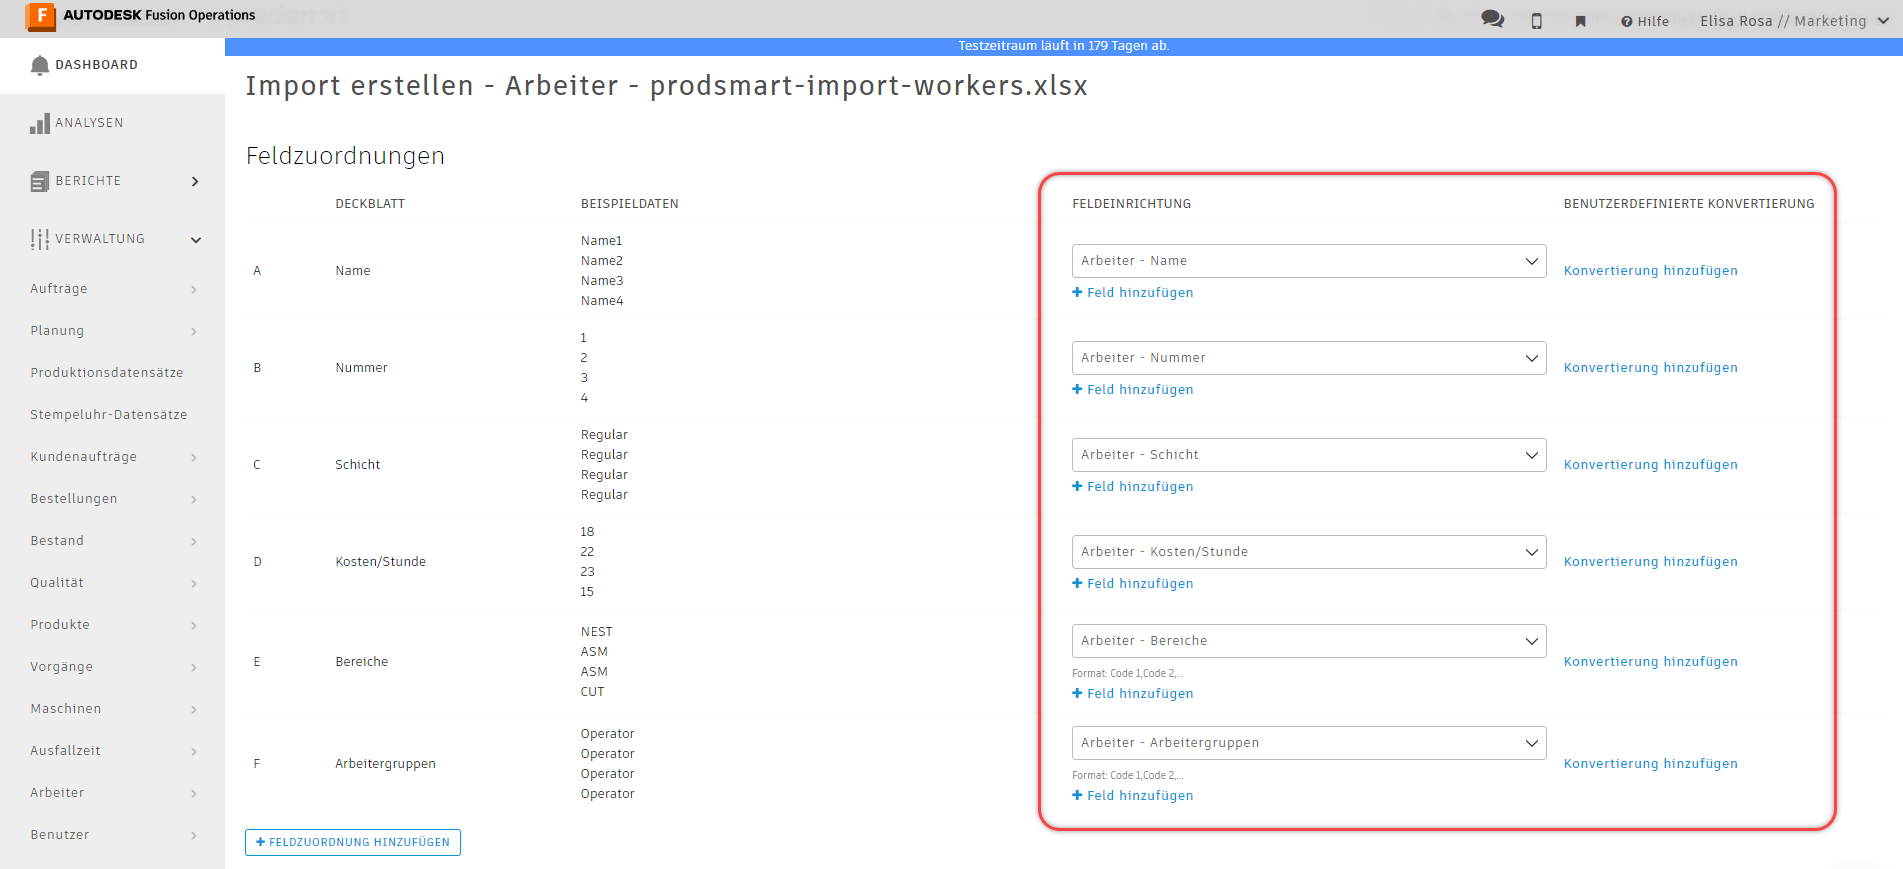 F AUTODESK Fusion Operations
Hilfe
Elisa Rosa // Marketing
Testzeitraum läuft in 179 Tagen ab.
DASHBOARD
ANALYSEN
BERICHTE
VERWALTUNG
Aufträge
Planung
Produktionsdatensätze
Stempeluhr-Datensätze
Kundenaufträge
Bestellungen
Bestand
Qualität
Produkte
Vorgänge
Maschinen
Ausfallzeit
Arbeiter
Benutzer
Import erstellen - Arbeiter - prodsmart-import-workers.xlsx
Feldzuordnungen
DECKBLATT BEISPIELDATEN FELDEINRICHTUNG BENUTZERDEFINIERTE KONVERTIERUNG
A
Name
Name1
Name2
Name3
Name4
Arbeiter - Name
+ Feld hinzufügen
Konvertierung hinzufügen
B
Nummer
1
2
3
4
Arbeiter - Nummer
+ Feld hinzufügen
Konvertierung hinzufügen
C
Schicht
Regular
Regular
Regular
Regular
Arbeiter - Schicht
+ Feld hinzufügen
Konvertierung hinzufügen
D
Kosten/Stunde
18
22
23
15
Arbeiter - Kosten/Stunde
+ Feld hinzufügen
Konvertierung hinzufügen
E
Bereiche
NEST
ASM
ASM
CUT
Arbeiter - Bereiche
Format: Code 1,Code 2,...
+ Feld hinzufügen
Konvertierung hinzufügen
F
Arbeitergruppen
Operator
Operator
Operator
Operator
Arbeiter - Arbeitergruppen
Format: Code 1,Code 2,...
+ Feld hinzufügen
Konvertierung hinzufügen
+ FELDZUORDNUNG HINZUFÜGEN